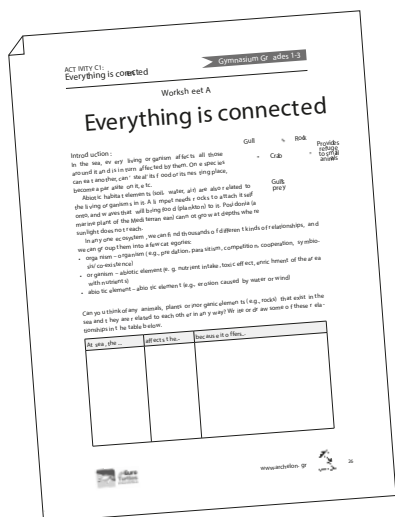 ACTIVITY C1:
Everything is connected
Gymnasium Grades 1-3
Worksheet A
Everything is connected
Introduction:
In the sea, every living organism affects all those
around it and is in turn affected by them. One species
can eat another, can 'steal' its food or its nesting place,
become a parasite on it, etc.
Abiotic habitat elements (soil, water, air) are also related to
the living organisms in is. A limpet needs rocks to attach itself
onto, and waves that will bring food (plankton) to is. Posidonia (a
marine plant of the Mediterranean) cannot grow at depths where
sunlight does not reach.
In any one ecosystem, we can find thousands of different kinds of relationships, and
we can group them into a few categories:
• organism – organism (e.g., predation, parasitism, competition, cooperation, symbio-
sis/co-existence)
• organism – abiotic element (e.g. nutrient intake, toxic effect, enrichment of the area
with nutrients)
• abiotic element – abiotic element (e.g. erosion caused by water or wind)
Gull
Rock
Crab
Provides
refuge
to small
animals
Gull's
prey
Can you think of any animals, plants or inorganic elements (e.g., rocks) that exist in the
sea and they are related to each other in any way? Write or draw some of these rela-
tionships in the table below.
At sea, the ...
affects the...
because it offers...
www.archelon.gr
26